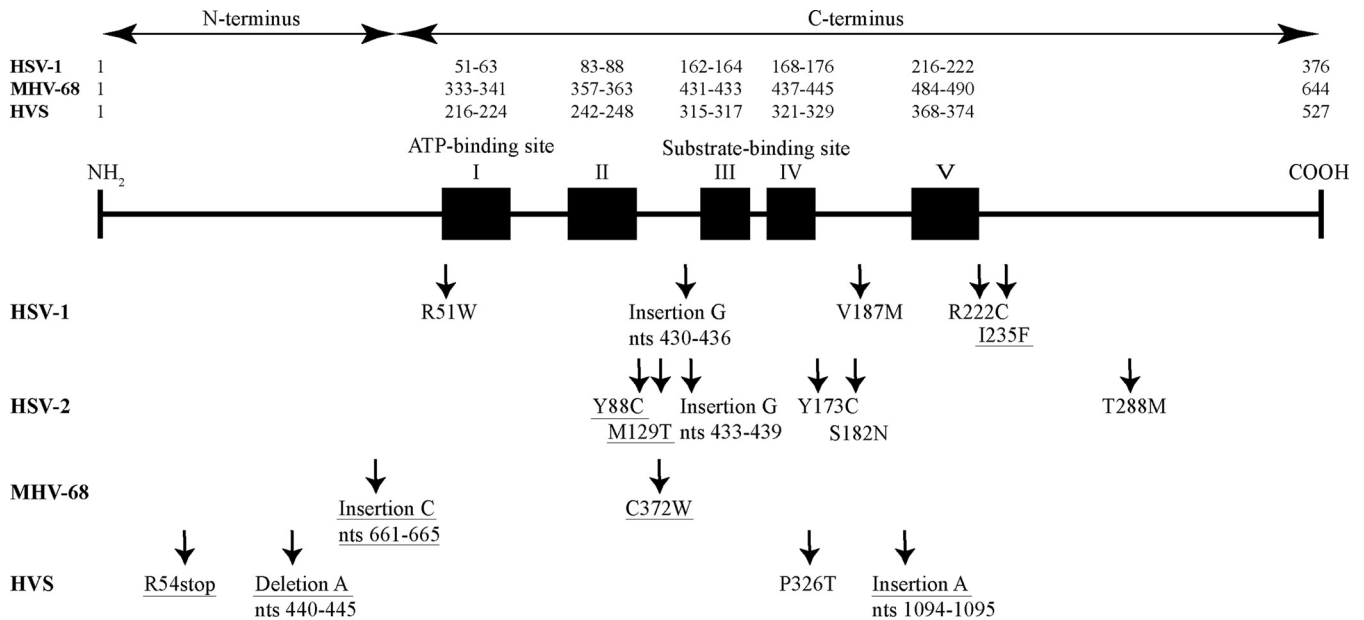 N-terminus C-terminus
HSV-1 1 51-63 83-88 162-164 168-176 216-222 376
MHV-68 1 333-341 357-363 431-433 437-445 484-490 644
HVS 1 216-224 242-248 315-317 321-329 368-374 527
ATP-binding site Substrate-binding site
NH2 I II III IV V COOH
HSV-1 R51W Insertion G V187M R222C
nts 430-436 I235F
HSV-2 Y88C Insertion G Y173C T288M
M129T nts 433-439 S182N
MHV-68 Insertion C C372W
nts 661-665
HVS R54stop Deletion A P326T Insertion A
nts 440-445 nts 1094-1095